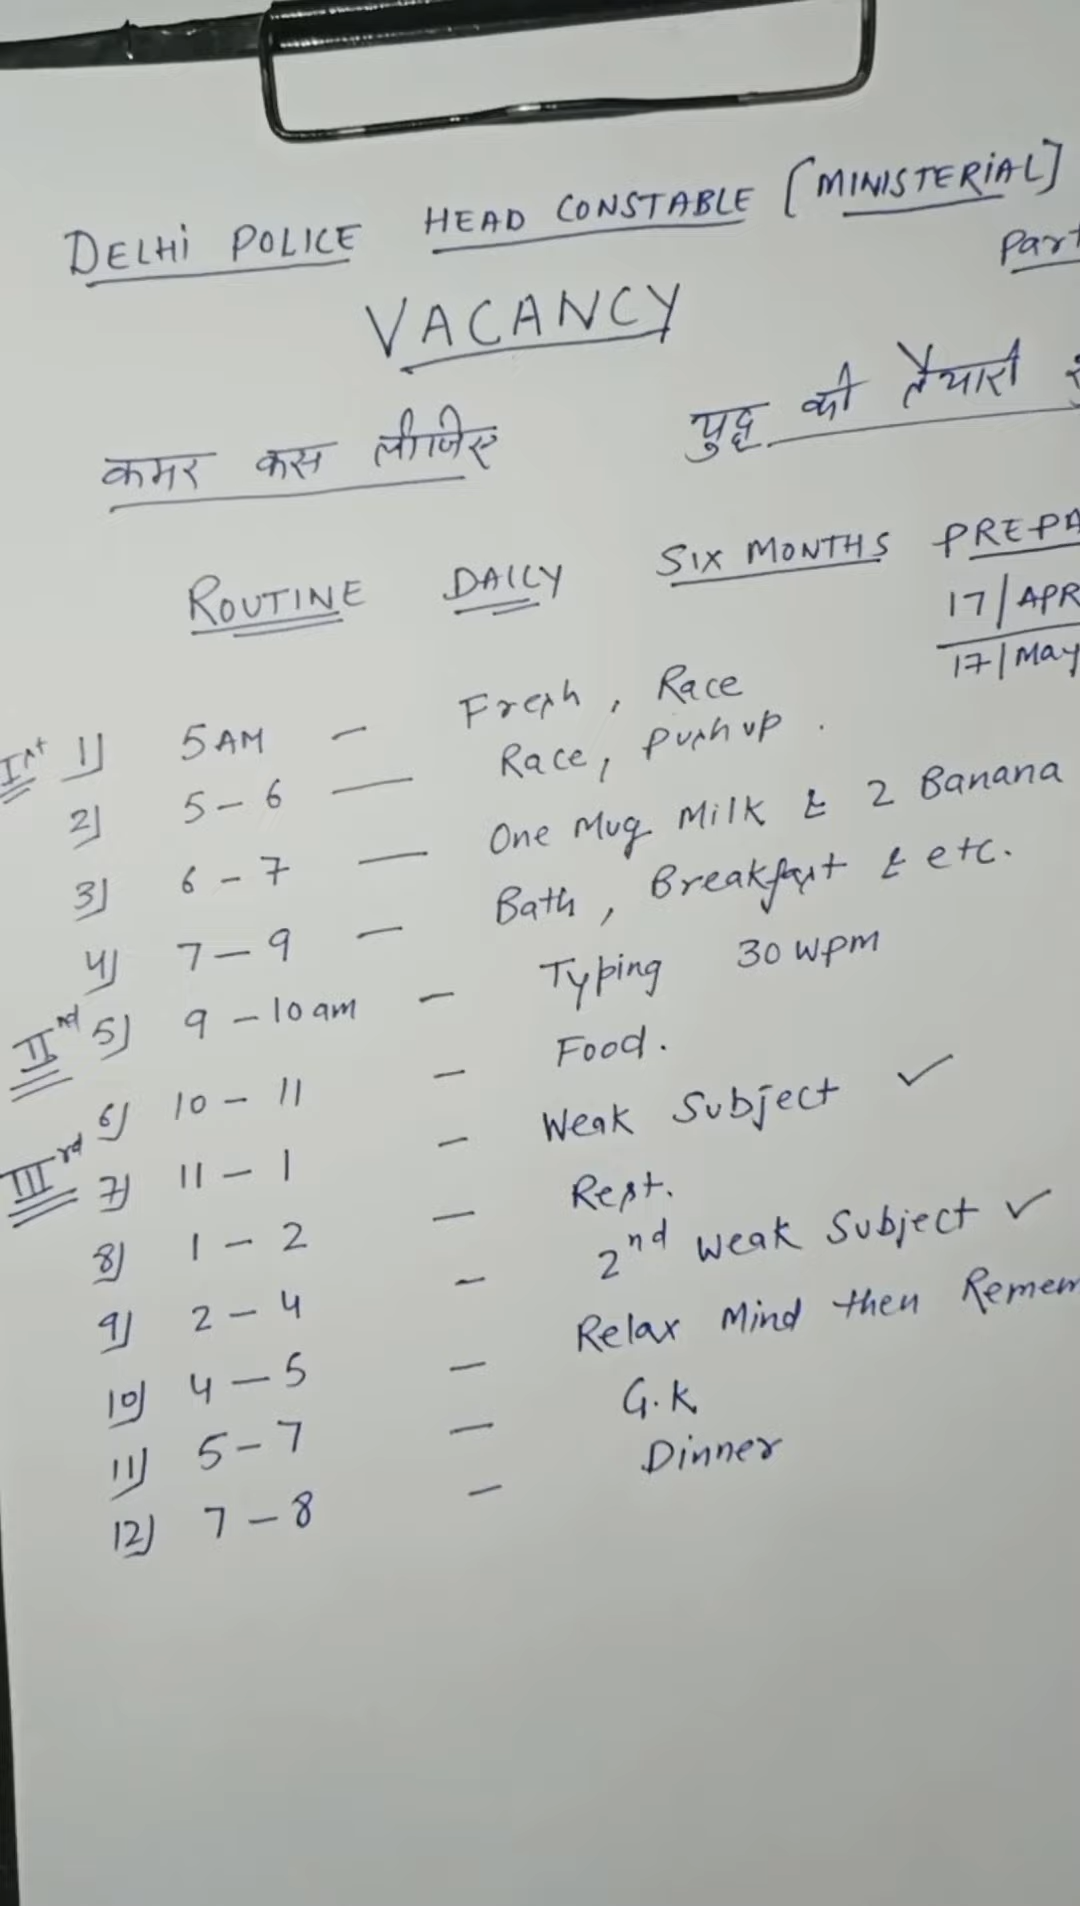 DELHI POLICE HEAD CONSTABLE [MINISTERIAL]
Part
VACANCY
कमर कस लीजिए युद्ध की तैयारी
ROUTINE DAILY SIX MONTHS PREPA
17/APR
17/May
Ist 1) 5 AM — Fresh, Race
2) 5 – 6 — Race, Push up.
3) 6 – 7 — One Mug Milk & 2 Banana
4) 7 – 9 — Bath, Breakfast & etc.
IInd 5) 9 – 10 am — Typing 30 wpm
6) 10 – 11 — Food.
IIIrd 7) 11 – 1 — Weak Subject ✓
8) 1 – 2 — Rest.
9) 2 – 4 — 2nd weak Subject ✓
10) 4 – 5 — Relax Mind then Remem
11) 5 – 7 — G.K
12) 7 – 8 — Dinner